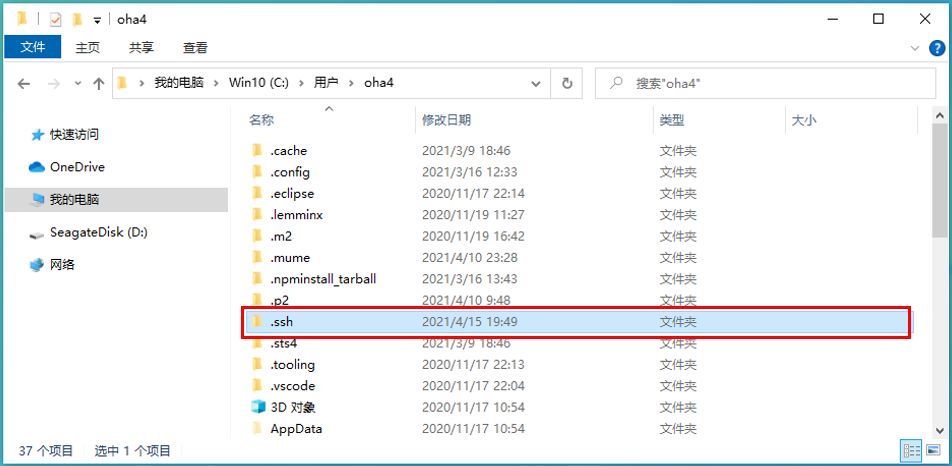 oha4
文件 主页 共享 查看
我的电脑 Win10 (C:) 用户 oha4 搜索"oha4"
名称 修改日期 类型 大小
快速访问
OneDrive
我的电脑
SeagateDisk (D:)
网络
.cache 2021/3/9 18:46 文件夹
.config 2021/3/16 12:33 文件夹
.eclipse 2020/11/17 22:14 文件夹
.lemminx 2020/11/19 11:27 文件夹
.m2 2020/11/19 16:42 文件夹
.mume 2021/4/10 23:28 文件夹
.npminstall_tarball 2021/3/16 13:43 文件夹
.p2 2021/4/10 9:48 文件夹
.ssh 2021/4/15 19:49 文件夹
.sts4 2021/3/9 18:46 文件夹
.tooling 2020/11/17 22:13 文件夹
.vscode 2020/11/17 22:04 文件夹
3D 对象 2020/11/17 10:54 文件夹
AppData 2020/11/17 10:54 文件夹
37 个项目 选中 1 个项目